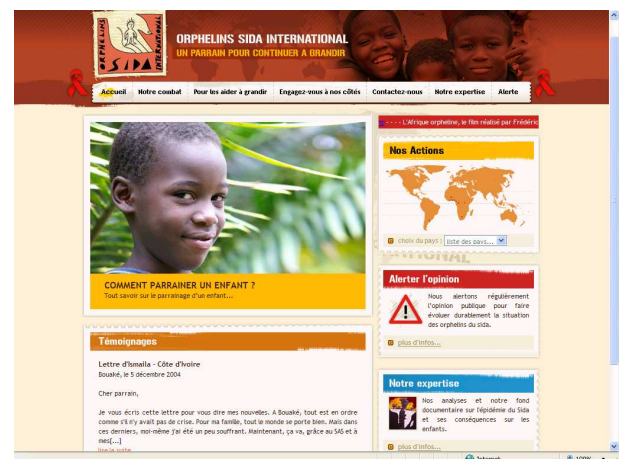 ORPHELINS
SIDA
INTERNATIONAL
ORPHELINS SIDA INTERNATIONAL
UN PARRAIN POUR CONTINUER A GRANDIR
Accueil Notre combat Pour les aider à grandir Engagez-vous à nos côtés Contactez-nous Notre expertise Alerte
- - - - L'Afrique orpheline, le film réalisé par Frédéric
Nos Actions
choix du pays : liste des pays...
COMMENT PARRAINER UN ENFANT ?
Tout savoir sur le parrainage d'un enfant...
Alerter l'opinion
Nous alertons régulièrement
l'opinion publique pour faire
évoluer durablement la situation
des orphelins du sida.
plus d'infos...
Témoignages
Lettre d'Ismaila - Côte d'Ivoire
Bouaké, le 5 décembre 2004
Cher parrain,
Je vous écris cette lettre pour vous dire mes nouvelles. A Bouaké, tout est en ordre
comme s'il n'y avait pas de crise. Pour ma famille, tout le monde se porte bien. Mais dans
ces derniers, moi-même j'ai été un peu souffrant. Maintenant, ça va, grâce au SAS et à
mes[...]
lire la suite
Notre expertise
Nos analyses et notre fond
documentaire sur l'épidémie du Sida
et ses conséquences sur les
enfants.
plus d'infos...
Internet
100%